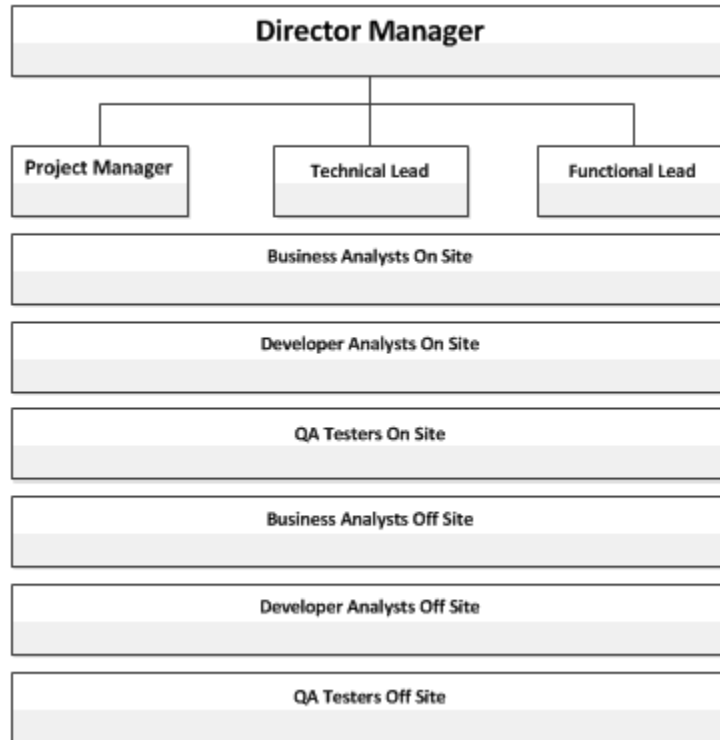 Director Manager
Project Manager
Technical Lead
Functional Lead
Business Analysts On Site
Developer Analysts On Site
QA Testers On Site
Business Analysts Off Site
Developer Analysts Off Site
QA Testers Off Site